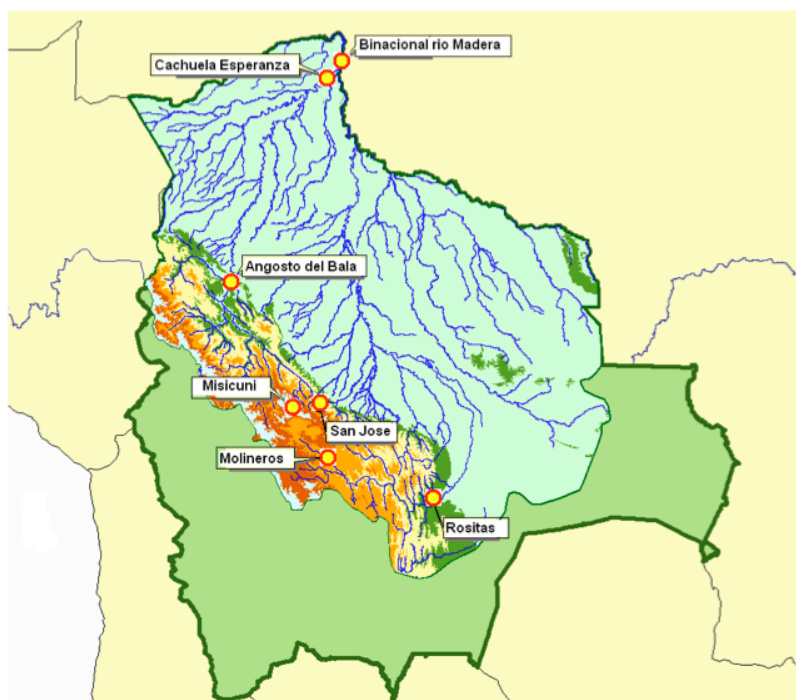 Binacional rio Madera
Cachuela Esperanza
Angosto del Bala
Misicuni
San Jose
Molineros
Rositas